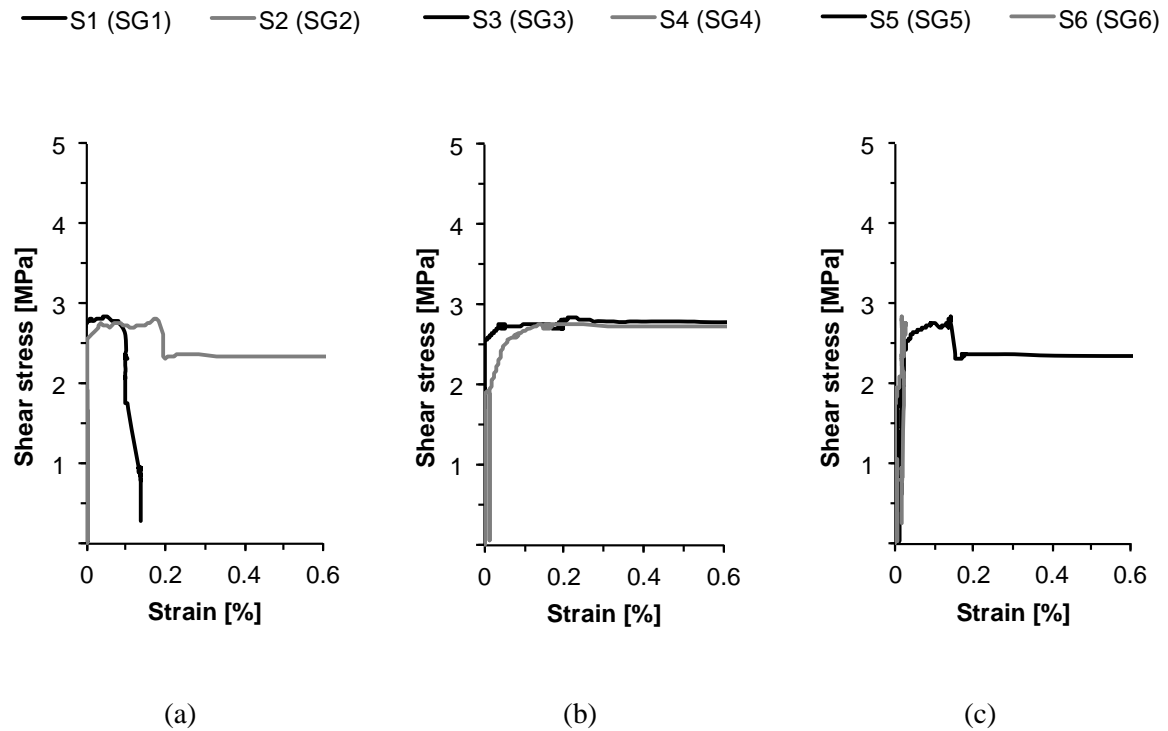 S1 (SG1) S2 (SG2) S3 (SG3) S4 (SG4) S5 (SG5) S6 (SG6)
5 5 5
4 4 4
3 3 3
2 2 2
1 1 1
Shear stress [MPa] Shear stress [MPa] Shear stress [MPa]
0 0.2 0.4 0.6 0 0.2 0.4 0.6 0 0.2 0.4 0.6
Strain [%] Strain [%] Strain [%]
(a) (b) (c)